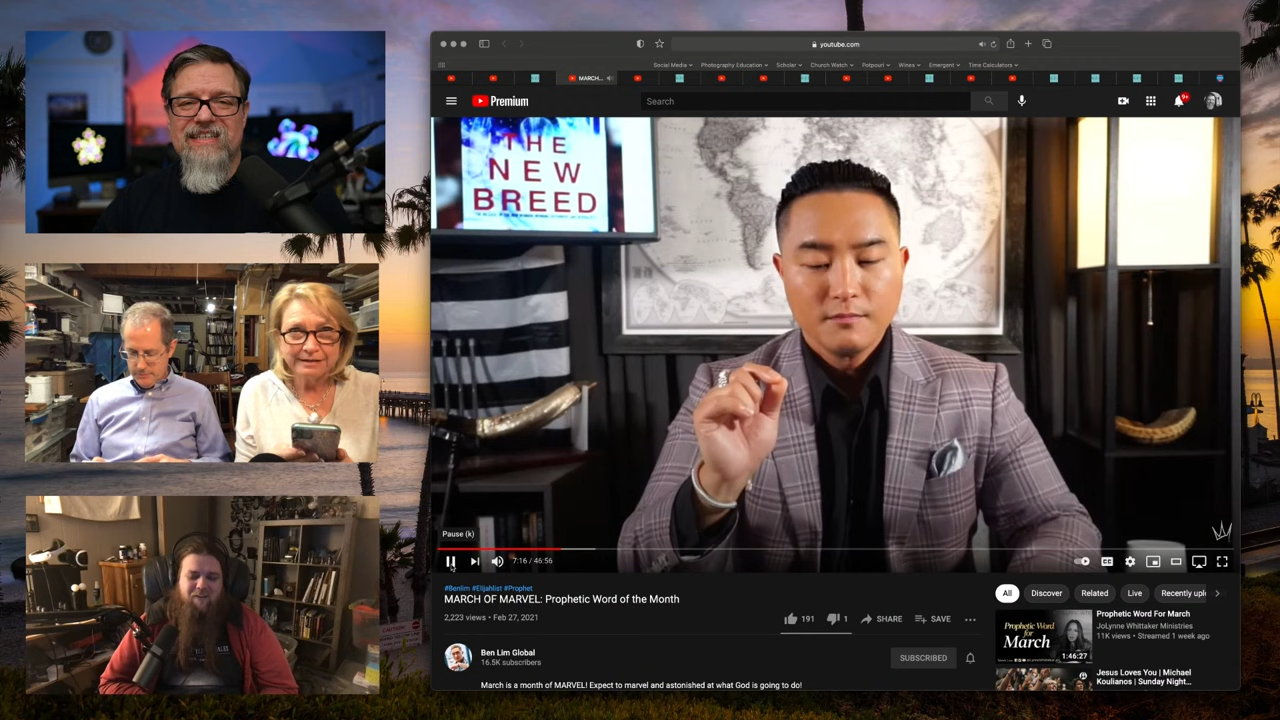 youtube.com
Social Media
Photography Education
Scholar
Church Watch
Potpouri
Wines
Emergent
Time Calculators
MARCH...
Premium
Search
9+
THE
NEW
BREED
Pause (k)
7:16 / 46:56
#Benlim #Elijahlist #Prophet
MARCH OF MARVEL: Prophetic Word of the Month
2,223 views • Feb 27, 2021
191
1
SHARE
SAVE
Ben Lim Global
16.5K subscribers
SUBSCRIBED
March is a month of MARVEL! Expect to marvel and astonished at what God is going to do!
All
Discover
Related
Live
Recently uplo
Prophetic
Word for
March
1:46:27
Prophetic Word For March
JoLynne Whittaker Ministries
11K views • Streamed 1 week ago
Jesus Loves You | Michael
Koulianos | Sunday Night...